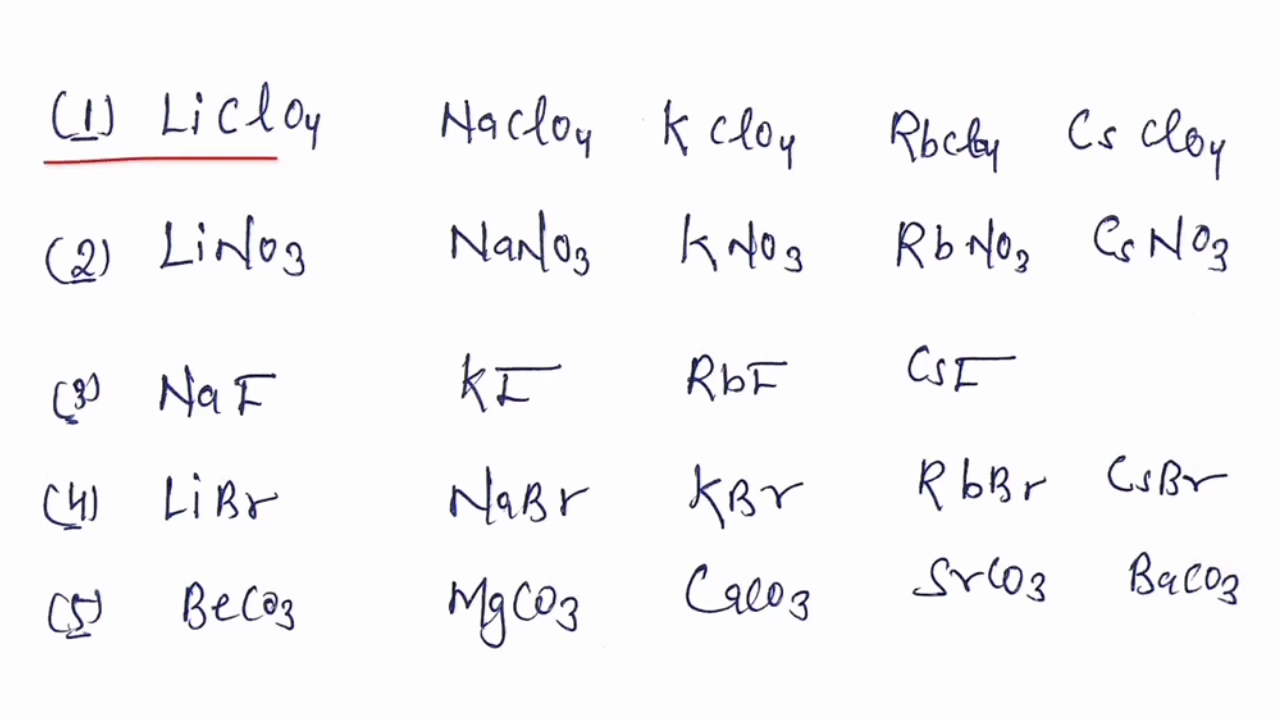 (1) LiClO4 NaClO4 KClO4 RbClO4 CsClO4
(2) LiNO3 NaNO3 KNO3 RbNO3 CsNO3
(3) NaF KF RbF CsF
(4) LiBr NaBr KBr RbBr CsBr
(5) BeCO3 MgCO3 CaCO3 SrCO3 BaCO3